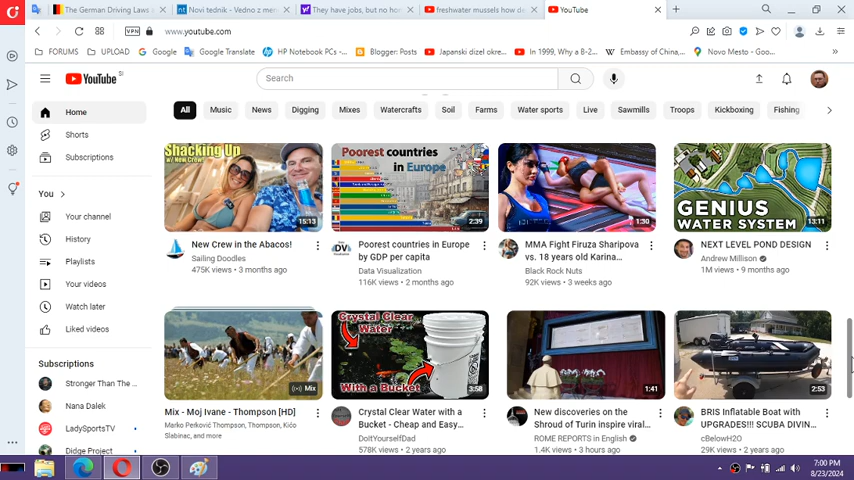 The German Driving Laws a
Novi tednik - Vedno z me
They have jobs, but no ho
freshwater mussels how d
YouTube
VPN
www.youtube.com
FORUMS
UPLOAD
Google
Google Translate
HP Notebook PCs - ...
Blogger: Posts
Japanski dizel okre...
In 1999, Why a B-2...
Embassy of China,...
Novo Mesto - Goo...
YouTube SI
Search
Home
Shorts
Subscriptions
You
Your channel
History
Playlists
Your videos
Watch later
Liked videos
Subscriptions
Stronger Than The ...
Nana Dalek
LadySportsTV
Didge Project
All Music News Digging Mixes Watercrafts Soil Farms Water sports Live Sawmills Troops Kickboxing Fishing
Shacking Up
w/ New Crew
15:13
New Crew in the Abacos!
Sailing Doodles
475K views • 3 months ago
Poorest countries
in Europe
2:39
Poorest countries in Europe
by GDP per capita
Data Visualization
116K views • 2 months ago
1:30
MMA Fight Firuza Sharipova
vs. 18 years old Karina...
Black Rock Nuts
92K views • 3 weeks ago
GENIUS
WATER SYSTEM
13:11
NEXT LEVEL POND DESIGN
Andrew Millison
1M views • 9 months ago
Mix
Mix - Moj Ivane - Thompson [HD]
Marko Perković Thompson, Thompson, Kićo
Slabinac, and more
Crystal Clear
Water
With a Bucket
3:58
Crystal Clear Water with a
Bucket - Cheap and Easy...
DoItYourselfDad
578K views • 2 years ago
1:41
New discoveries on the
Shroud of Turin inspire viral...
ROME REPORTS in English
1.4K views • 3 hours ago
2:53
BRIS Inflatable Boat with
UPGRADES!!! SCUBA DIVIN...
cBelowH2O
29K views • 2 years ago
7:00 PM
8/23/2024